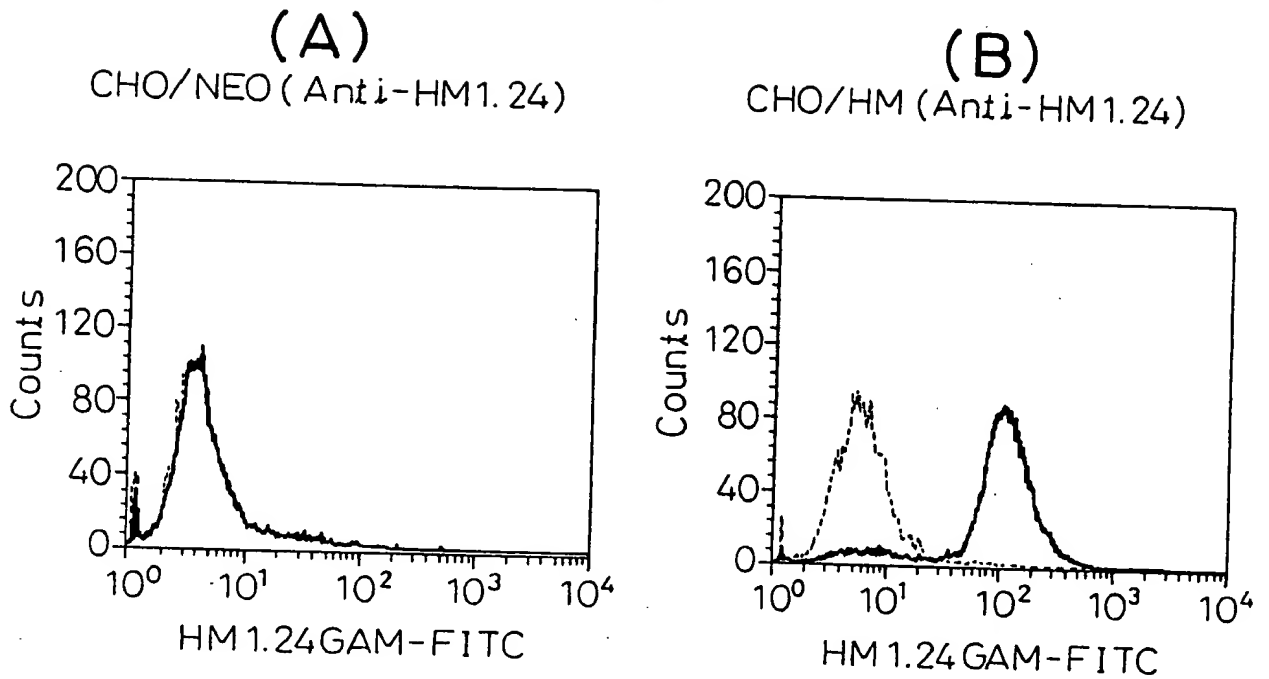 (A)
CHO/NEO (Anti-HM1.24)
200
160
120
80
40
0
Counts
10⁰ 10¹ 10² 10³ 10⁴
HM1.24GAM-FITC
(B)
CHO/HM (Anti-HM1.24)
200
160
120
80
40
0
Counts
10⁰ 10¹ 10² 10³ 10⁴
HM1.24GAM-FITC